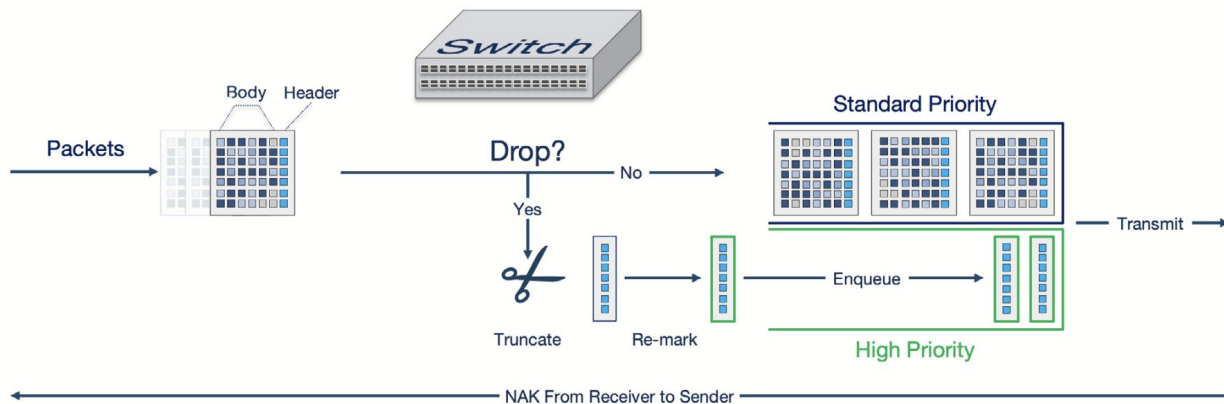 Switch
Body
Header
Standard Priority
Packets
Drop?
No
Yes
Transmit
Enqueue
Truncate
Re-mark
High Priority
NAK From Receiver to Sender